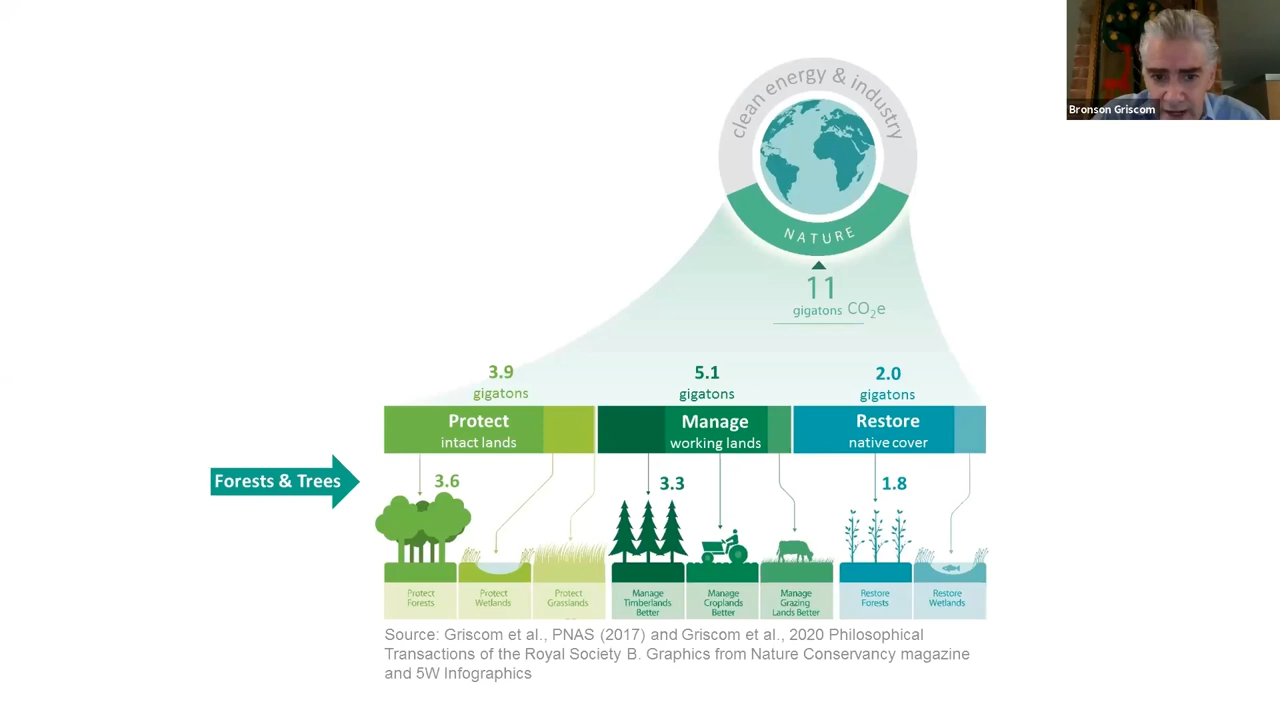 Bronson Griscom
clean energy & industry
NATURE
11
gigatons CO₂e
3.9
gigatons
5.1
gigatons
2.0
gigatons
Protect
intact lands
Manage
working lands
Restore
native cover
Forests & Trees
3.6
3.3
1.8
Protect
Forests
Protect
Wetlands
Protect
Grasslands
Manage
Timberlands
Better
Manage
Croplands
Better
Manage
Grazing
Lands Better
Restore
Forests
Restore
Wetlands
Source: Griscom et al., PNAS (2017) and Griscom et al., 2020 Philosophical
Transactions of the Royal Society B. Graphics from Nature Conservancy magazine
and 5W Infographics